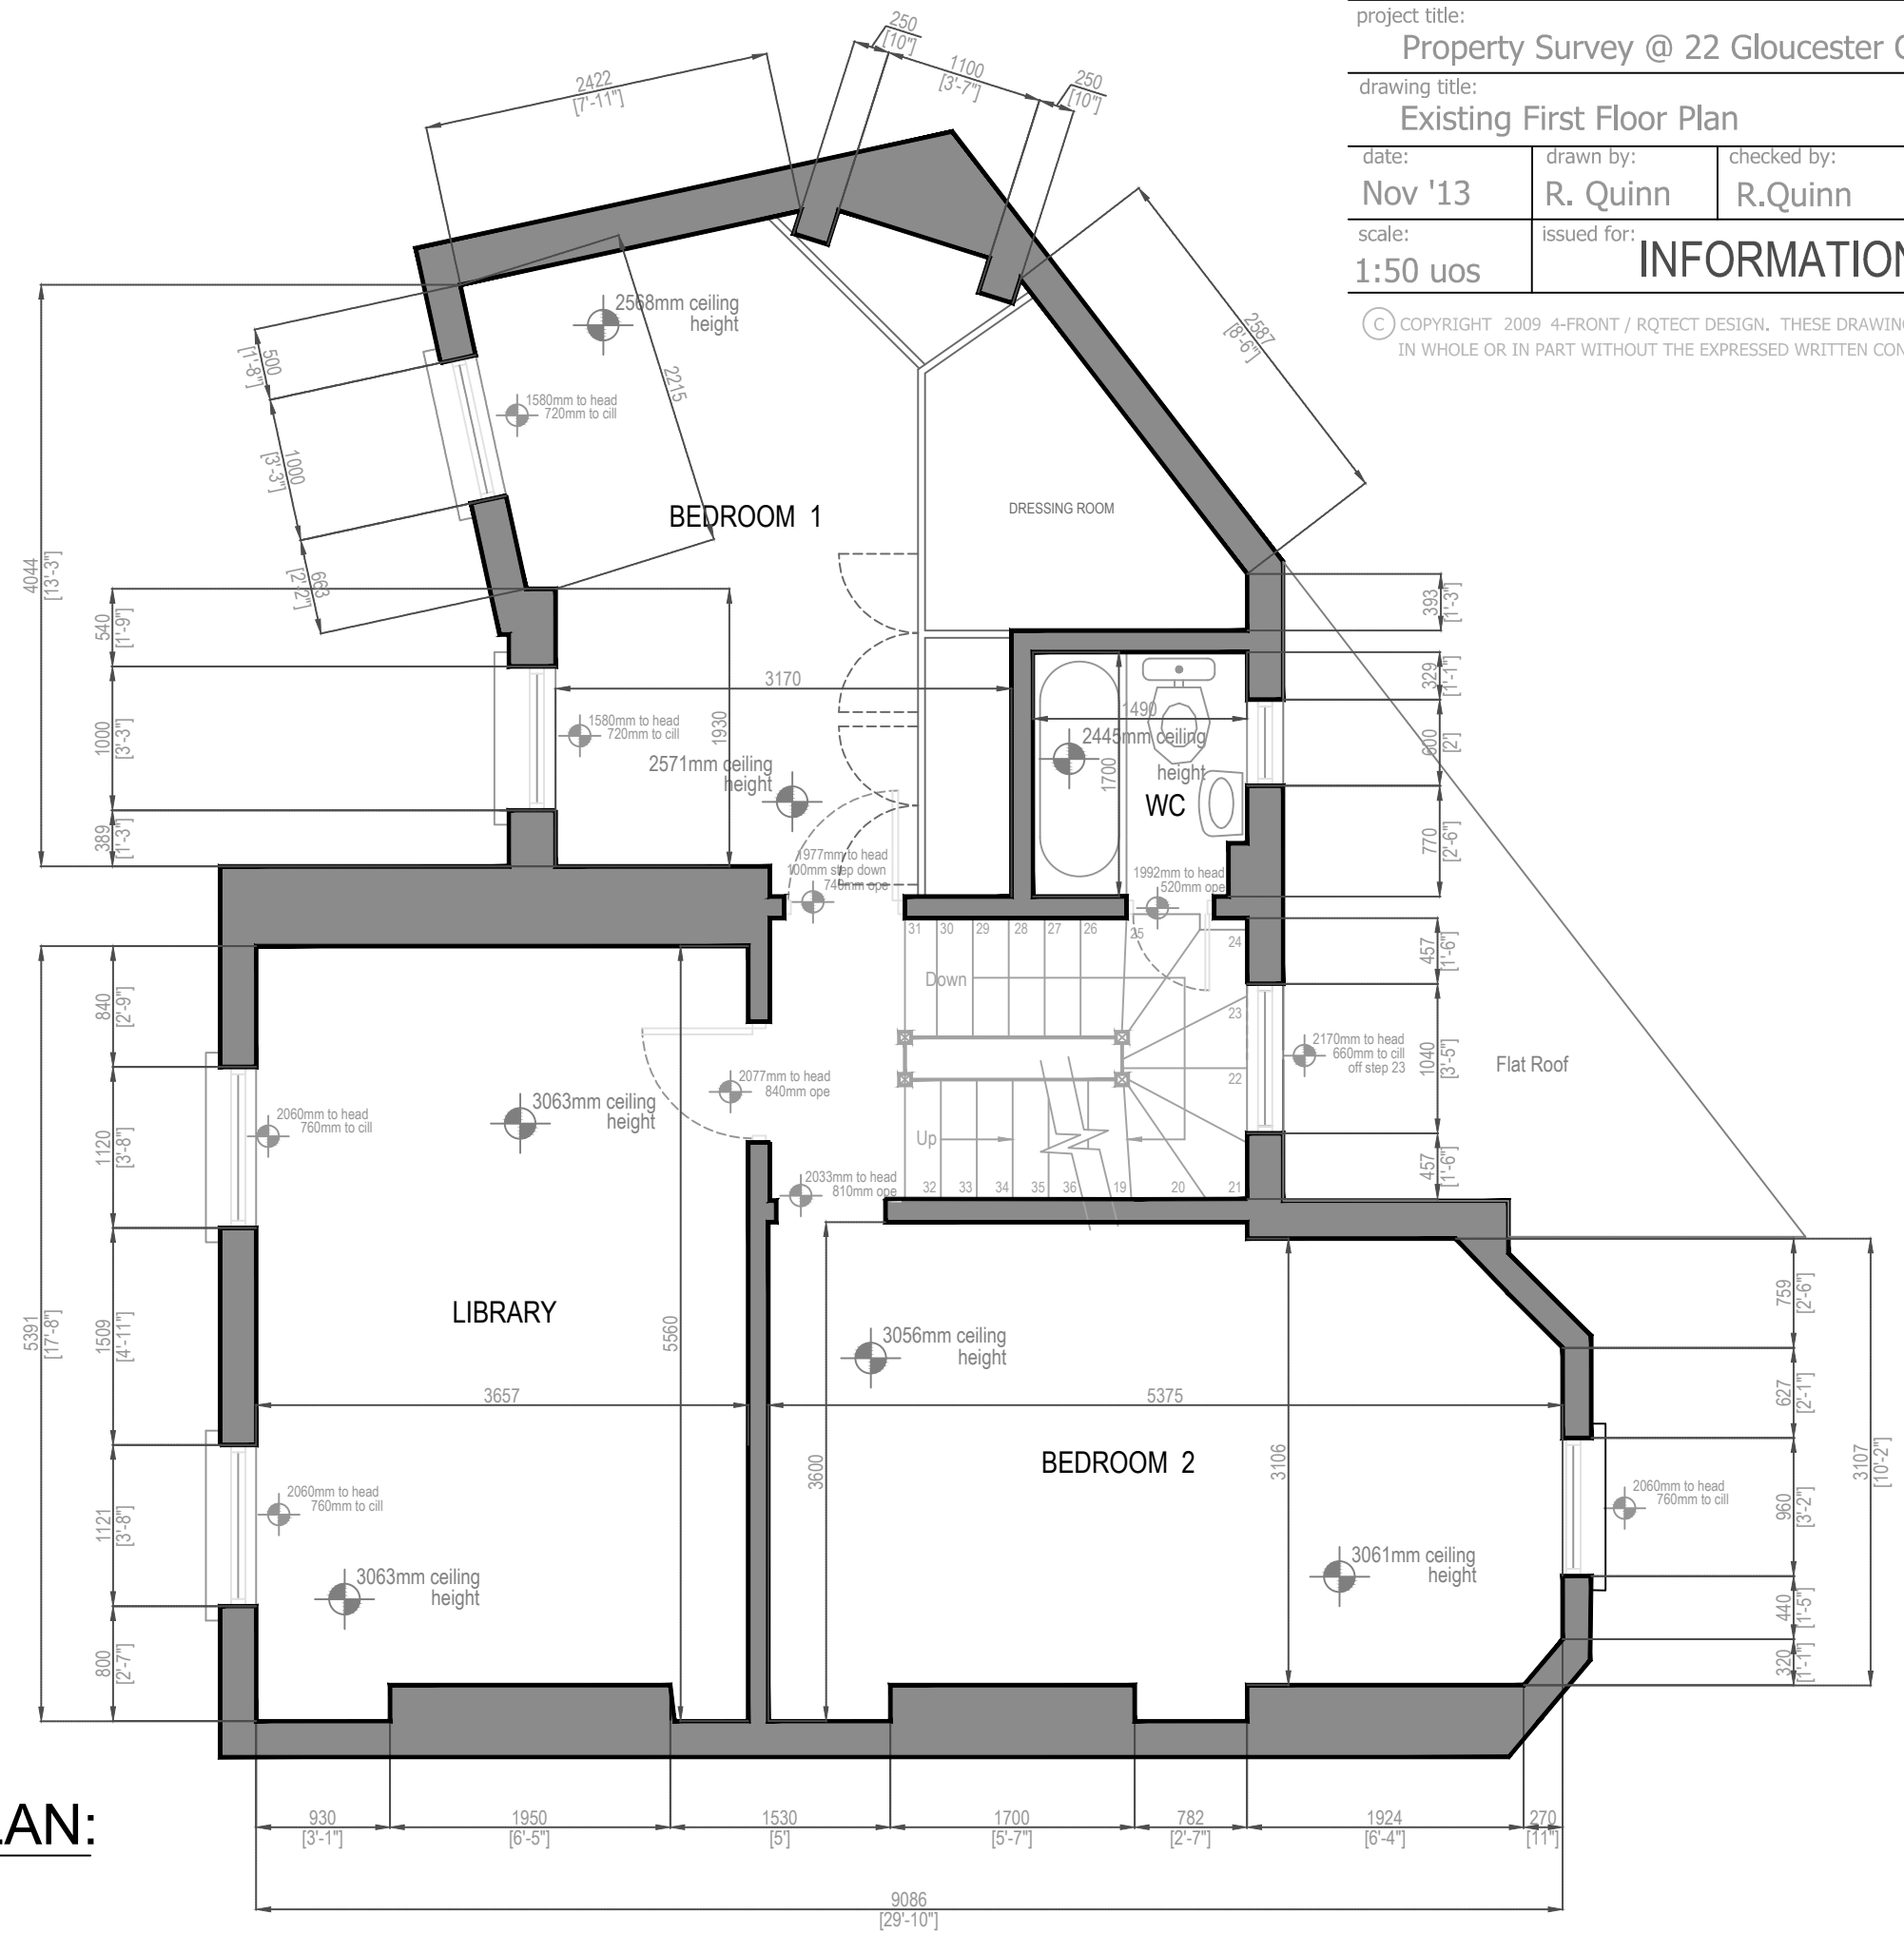 project title:
Property Survey @ 22 Gloucester
drawing title:
Existing First Floor Plan
date:
drawn by:
checked by:
Nov '13
R. Quinn
R.Quinn
scale:
issued for:
1:50 uos
INFORMATION
C COPYRIGHT 2009 4-FRONT / RQTECT DESIGN. THESE
IN WHOLE OR IN PART WITHOUT THE EXPRESSED WRITTEN
250
[10"]
1100
[3'-7"]
250
[10"]
2422
[7'-11"]
2587
[8'-6"]
2568mm ceiling
height
2215
500
[1'-8"]
1000
[3'-3"]
663
[2'-2"]
1580mm to head
720mm to cill
BEDROOM 1
DRESSING ROOM
4044
[13'-3"]
540
[1'-9"]
1000
[3'-3"]
389
[1'-3"]
3170
1930
1580mm to head
720mm to cill
2571mm ceiling
height
1490
2445mm ceiling
height
1700
WC
393
[1'-3"]
329
[1'-1"]
600
[2']
770
[2'-6"]
1977mm to head
100mm step down
740mm ope
1992mm to head
520mm ope
31
30
29
28
27
26
25
24
Down
23
22
Up
32
33
34
35
36
19
20
21
457
[1'-6"]
1040
[3'-5"]
457
[1'-6"]
2170mm to head
660mm to cill
off step 23
Flat Roof
840
[2'-9"]
1120
[3'-8"]
1509
[4'-11"]
1121
[3'-8"]
800
[2'-7"]
5391
[17'-8"]
2077mm to head
840mm ope
3063mm ceiling
height
2060mm to head
760mm to cill
2033mm to head
810mm ope
LIBRARY
5560
3657
3056mm ceiling
height
5375
3600
BEDROOM 2
3106
759
[2'-6"]
627
[2'-1"]
960
[3'-2"]
440
[1'-5"]
320
[1'-1"]
3107
[10'-2"]
2060mm to head
760mm to cill
2060mm to head
760mm to cill
3063mm ceiling
height
3061mm ceiling
height
930
[3'-1"]
1950
[6'-5"]
1530
[5']
1700
[5'-7"]
782
[2'-7"]
1924
[6'-4"]
270
[11"]
9086
[29'-10"]